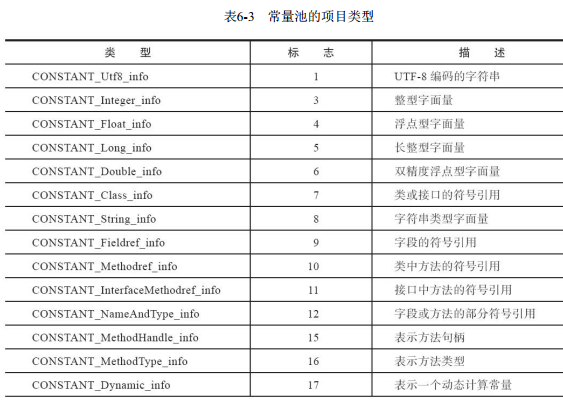 表6-3 常量池的项目类型
类 型 标 志 描 述
CONSTANT_Utf8_info 1 UTF-8 编码的字符串
CONSTANT_Integer_info 3 整型字面量
CONSTANT_Float_info 4 浮点型字面量
CONSTANT_Long_info 5 长整型字面量
CONSTANT_Double_info 6 双精度浮点型字面量
CONSTANT_Class_info 7 类或接口的符号引用
CONSTANT_String_info 8 字符串类型字面量
CONSTANT_Fieldref_info 9 字段的符号引用
CONSTANT_Methodref_info 10 类中方法的符号引用
CONSTANT_InterfaceMethodref_info 11 接口中方法的符号引用
CONSTANT_NameAndType_info 12 字段或方法的部分符号引用
CONSTANT_MethodHandle_info 15 表示方法句柄
CONSTANT_MethodType_info 16 表示方法类型
CONSTANT_Dynamic_info 17 表示一个动态计算常量